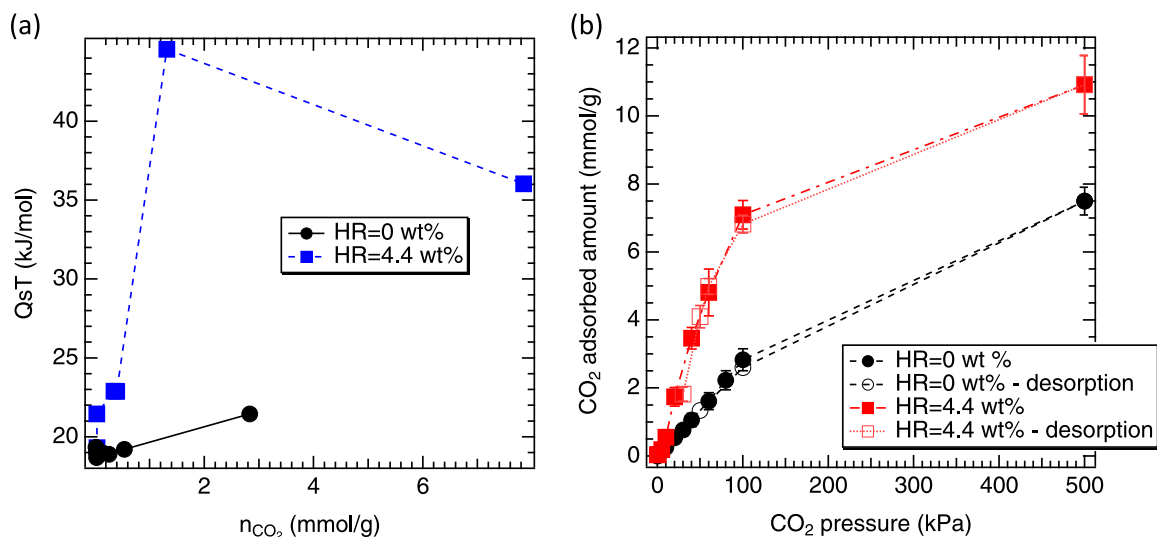 (a)
QsT (kJ/mol)
40
35
30
25
20
2
4
6
nCO₂ (mmol/g)
HR=0 wt%
HR=4.4 wt%
(b)
CO₂ adsorbed amount (mmol/g)
12
10
8
6
4
2
0
0
100
200
300
400
500
CO₂ pressure (kPa)
HR=0 wt %
HR=0 wt% - desorption
HR=4.4 wt%
HR=4.4 wt% - desorption